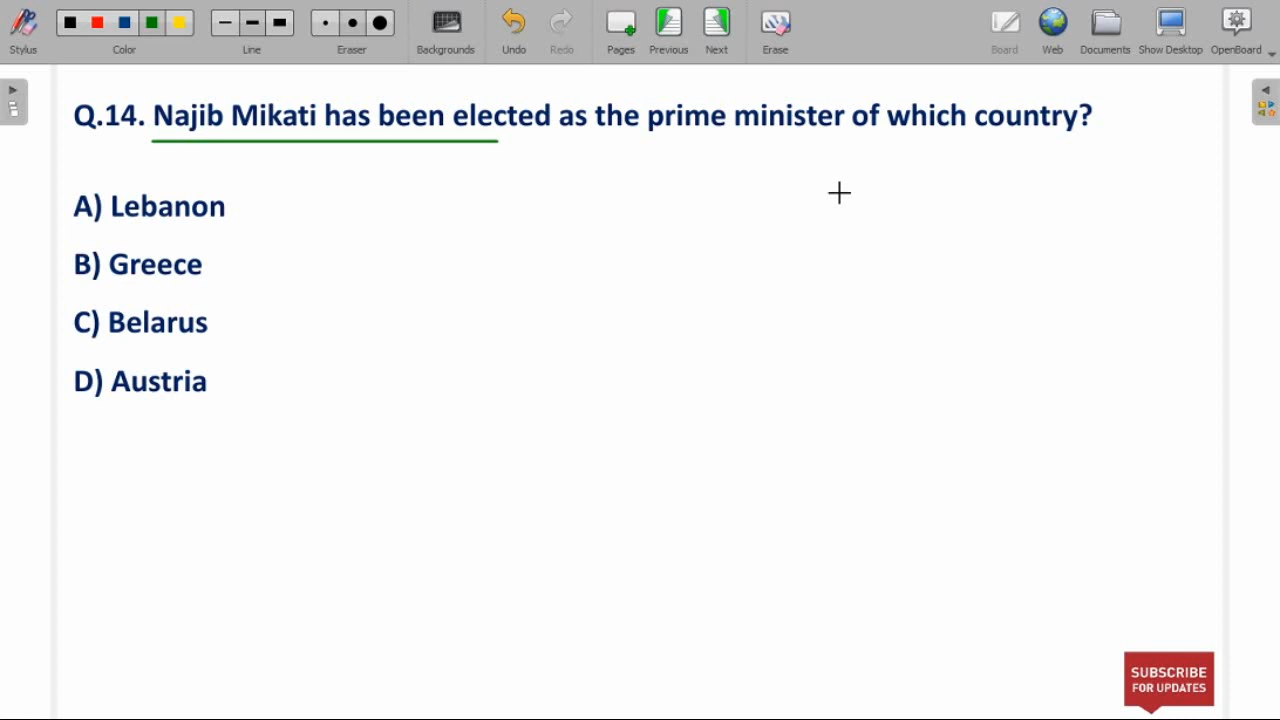 Stylus Color Line Eraser Backgrounds Undo Redo Pages Previous Next Erase Board Web Documents Show Desktop OpenBoard
Q.14. Najib Mikati has been elected as the prime minister of which country?
A) Lebanon
B) Greece
C) Belarus
D) Austria
SUBSCRIBE
FOR UPDATES